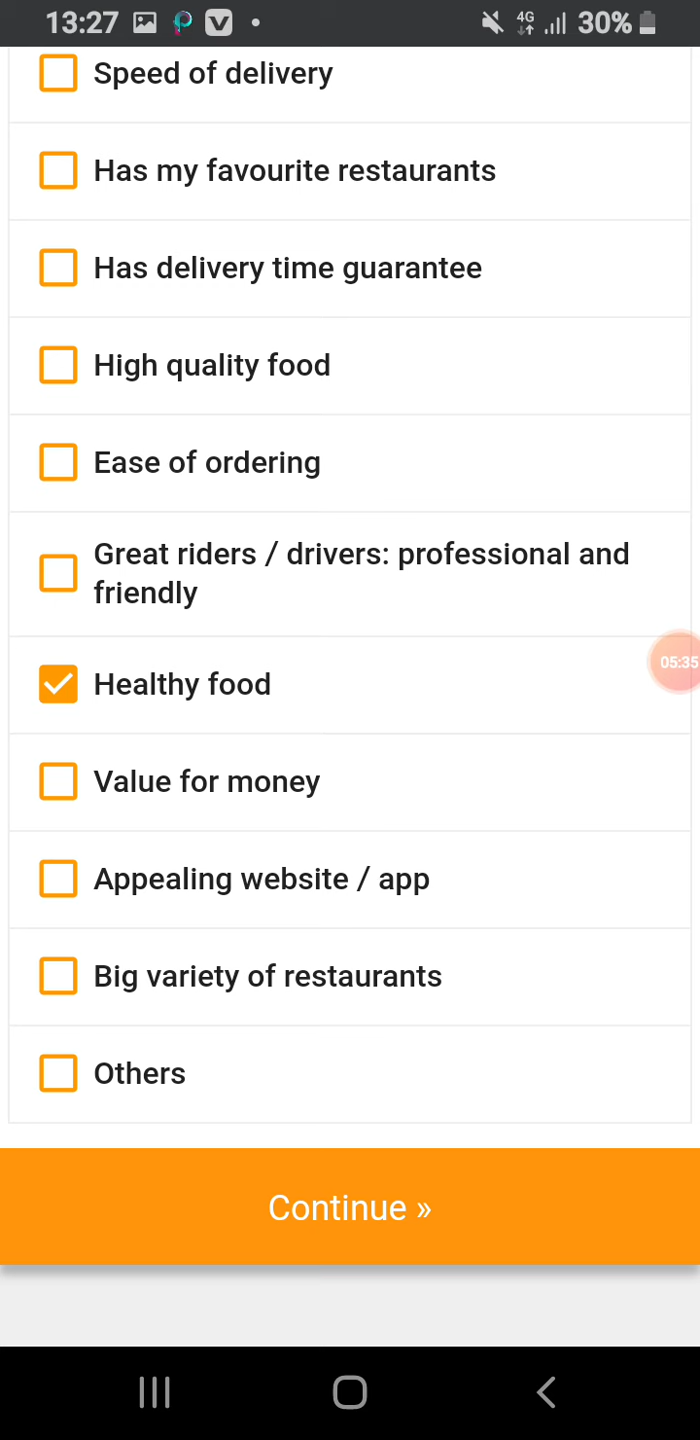 13:27 4G 30%
Speed of delivery
Has my favourite restaurants
Has delivery time guarantee
High quality food
Ease of ordering
Great riders / drivers: professional and
friendly
05:35
Healthy food
Value for money
Appealing website / app
Big variety of restaurants
Others
Continue »